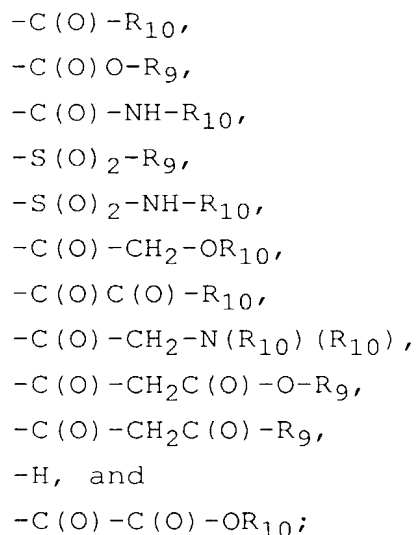 -C(O)-R10,
-C(O)O-R9,
-C(O)-NH-R10,
-S(O)2-R9,
-S(O)2-NH-R10,
-C(O)-CH2-OR10,
-C(O)C(O)-R10,
-C(O)-CH2-N(R10)(R10),
-C(O)-CH2C(O)-O-R9,
-C(O)-CH2C(O)-R9,
-H, and
-C(O)-C(O)-OR10;